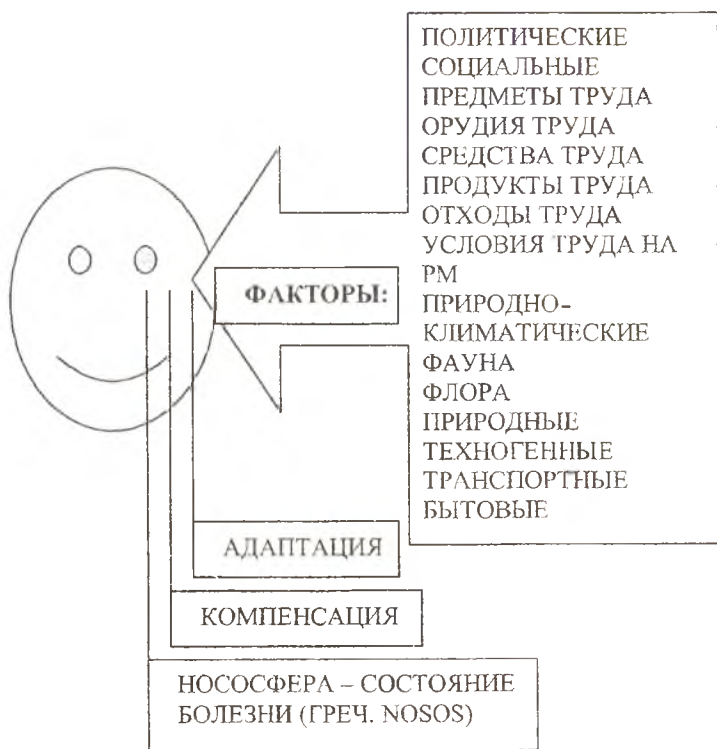 ПОЛИТИЧЕСКИЕ
СОЦИАЛЬНЫЕ
ПРЕДМЕТЫ ТРУДА
ОРУДИЯ ТРУДА
СРЕДСТВА ТРУДА
ПРОДУКТЫ ТРУДА
ОТХОДЫ ТРУДА
УСЛОВИЯ ТРУДА НА
РМ
ПРИРОДНО-
КЛИМАТИЧЕСКИЕ
ФАУНА
ФЛОРА
ПРИРОДНЫЕ
ТЕХНОГЕННЫЕ
ТРАНСПОРТНЫЕ
БЫТОВЫЕ
ФАКТОРЫ:
АДАПТАЦИЯ
КОМПЕНСАЦИЯ
НОСОСФЕРА – СОСТОЯНИЕ
БОЛЕЗНИ (ГРЕЧ. NOSOS)